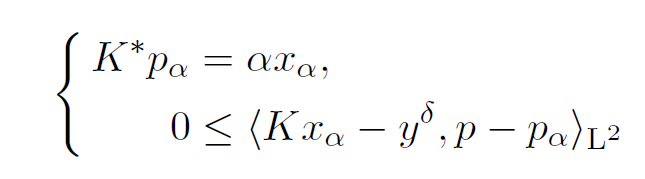 K*p_α = αx_α,
0 ≤ ⟨Kx_α − y^δ, p − p_α⟩_{L²}